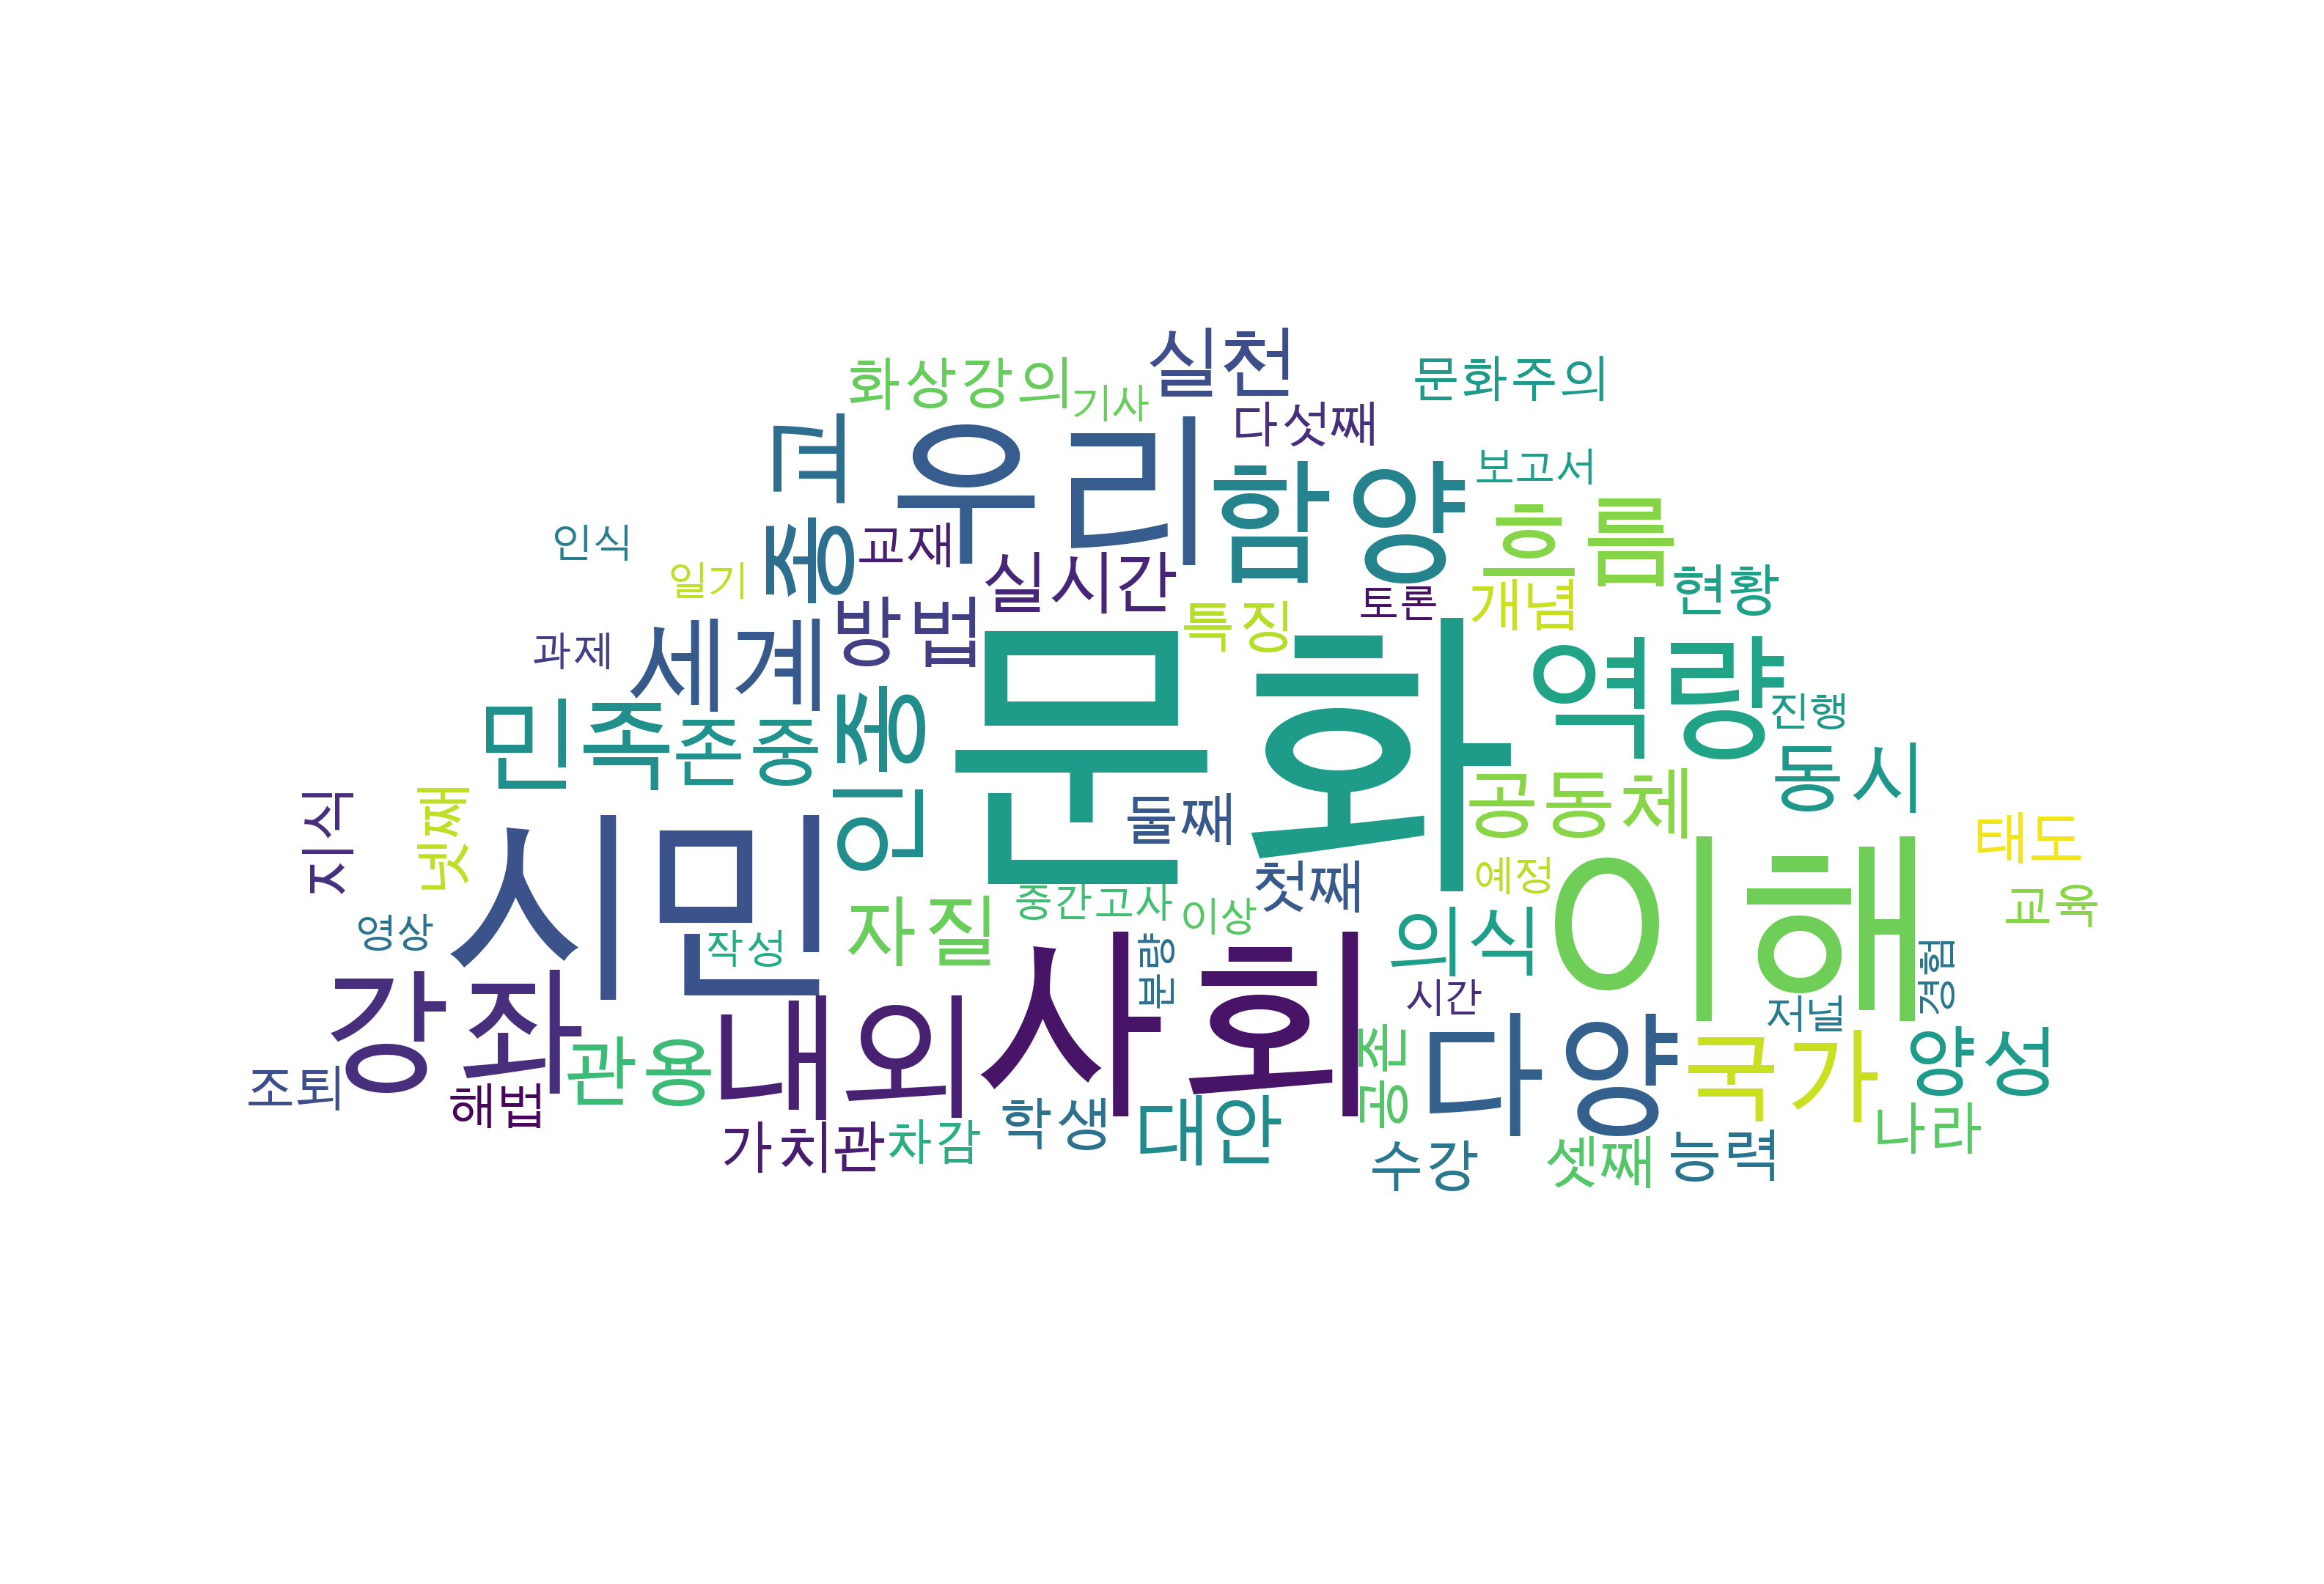 실천
화상강의
문화주의
기사
다섯째
우리
종교
함양
보고서
흐름
인식
교재
실시간
일기
현황
개념
토론
특징
방법
과제
세계
문화
역량
진행
민족
존중
인종
동시
공동체
둘째
지식
넷째
시민
태도
이해
첫째
예정
교육
중간고사
이상
자질
의식
영상
작성
분량
사회
시간
경험
저널
강좌
내외
다양
국가
양성
관용
조퇴
해법
응쓰
가치관
차감
학생
대안
수강
셋째
능력
나라